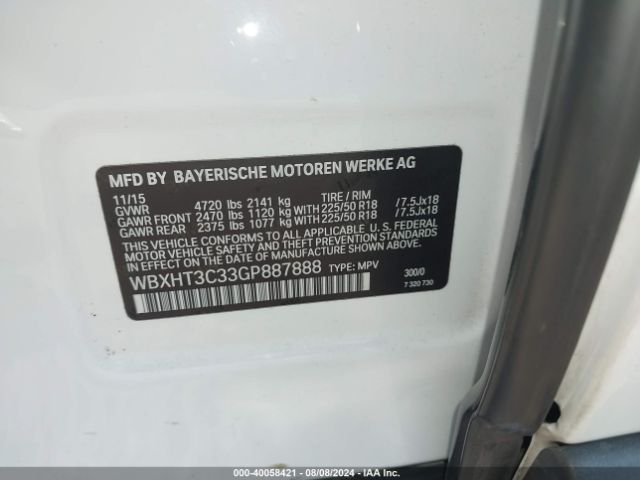 MFD BY BAYERISCHE MOTOREN WERKE AG
11/15
GVWR 4720 lbs 2141 kg TIRE / RIM
GAWR FRONT 2470 lbs 1120 kg WITH 225/50 R18 /7.5Jx18
GAWR REAR 2375 lbs 1077 kg WITH 225/50 R18 /7.5Jx18
THIS VEHICLE CONFORMS TO ALL APPLICABLE U.S. FEDERAL
MOTOR VEHICLE SAFETY, BUMPER, AND THEFT PREVENTION STANDARDS
IN EFFECT ON THE DATE OF MANUFACTURE SHOWN ABOVE.
WBXHT3C33GP887888 TYPE: MPV 300/0
7 320 730
000-40058421 - 08/08/2024 - IAA Inc.